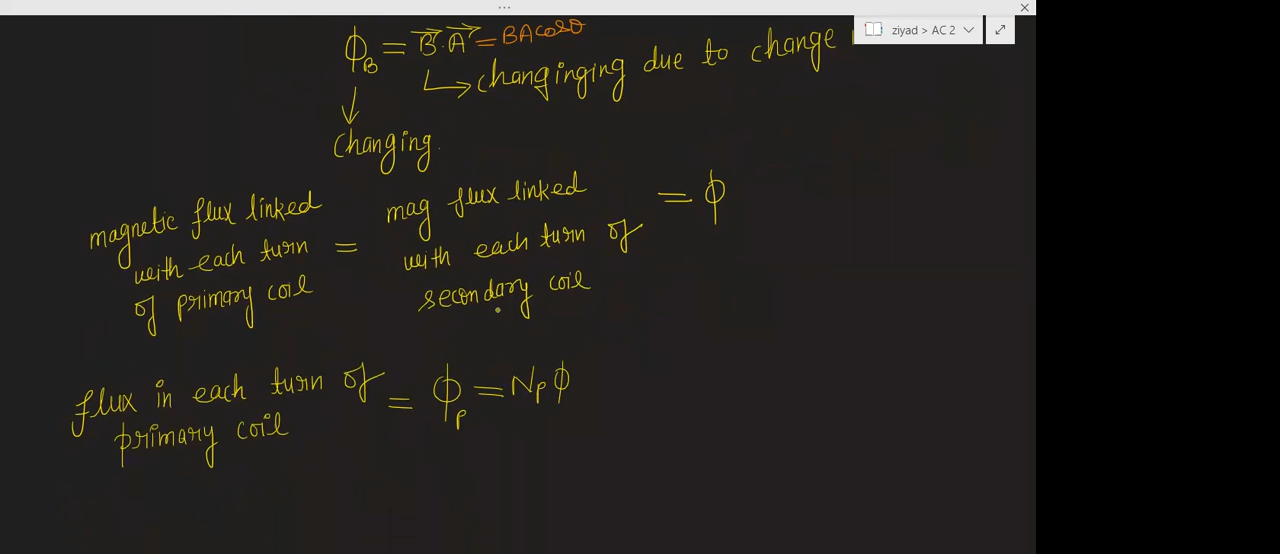 ziyad > AC 2
ϕ_B = B⃗.A⃗ = BAcosθ
↳ changinging due to change
↓
Changing.
magnetic flux linked with each turn of primary coil = mag flux linked with each turn of secondary coil = ϕ
flux in each turn of primary coil = ϕ_P = N_P ϕ